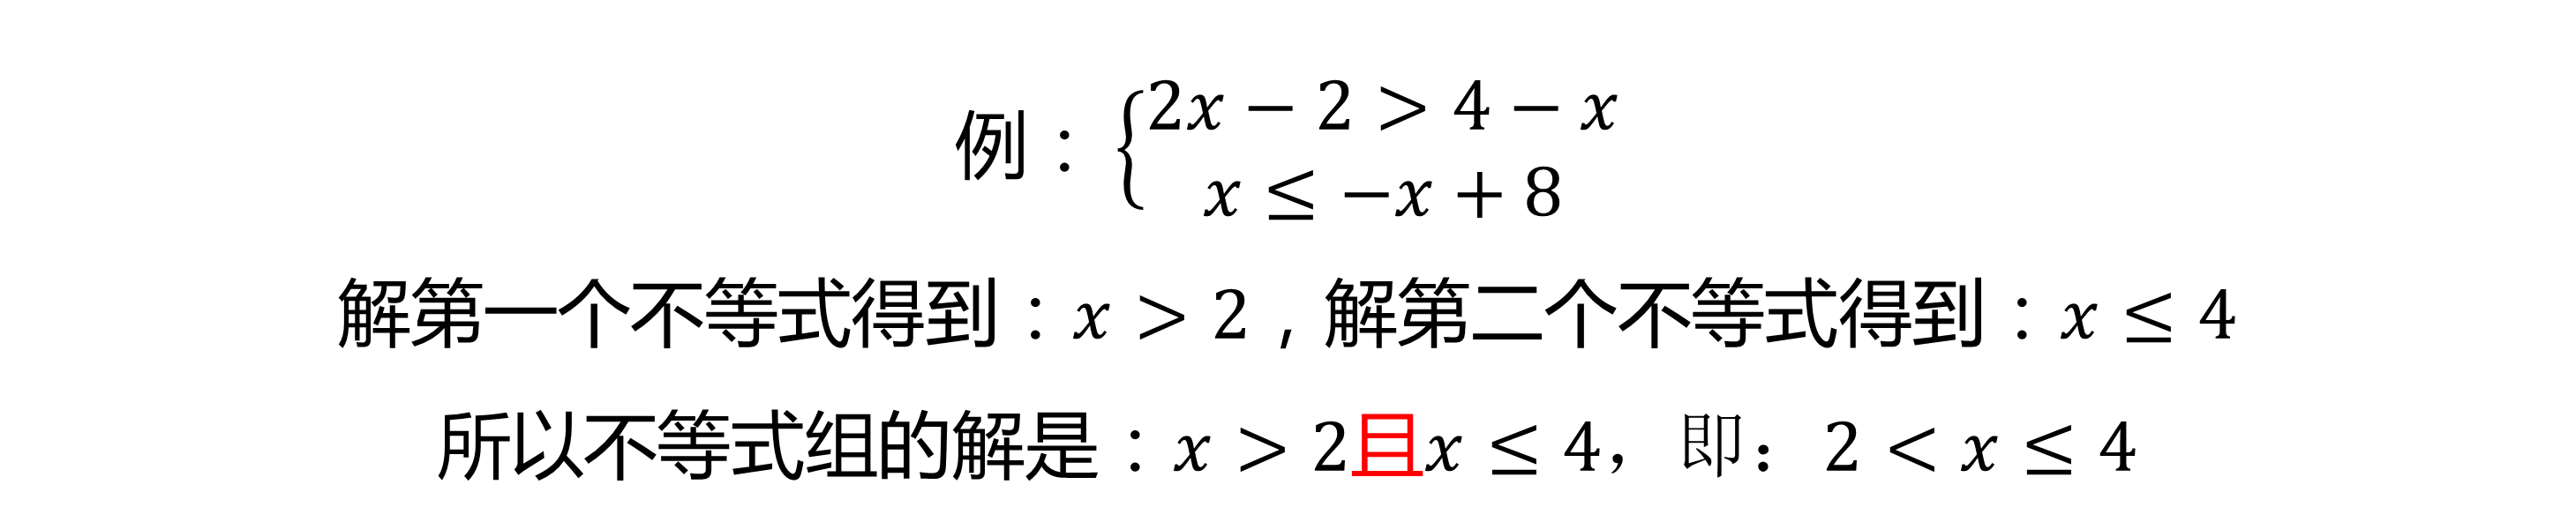 例：{2x − 2 > 4 − x
x ≤ −x + 8
解第一个不等式得到：x > 2，解第二个不等式得到：x ≤ 4
所以不等式组的解是：x > 2且x ≤ 4，即：2 < x ≤ 4